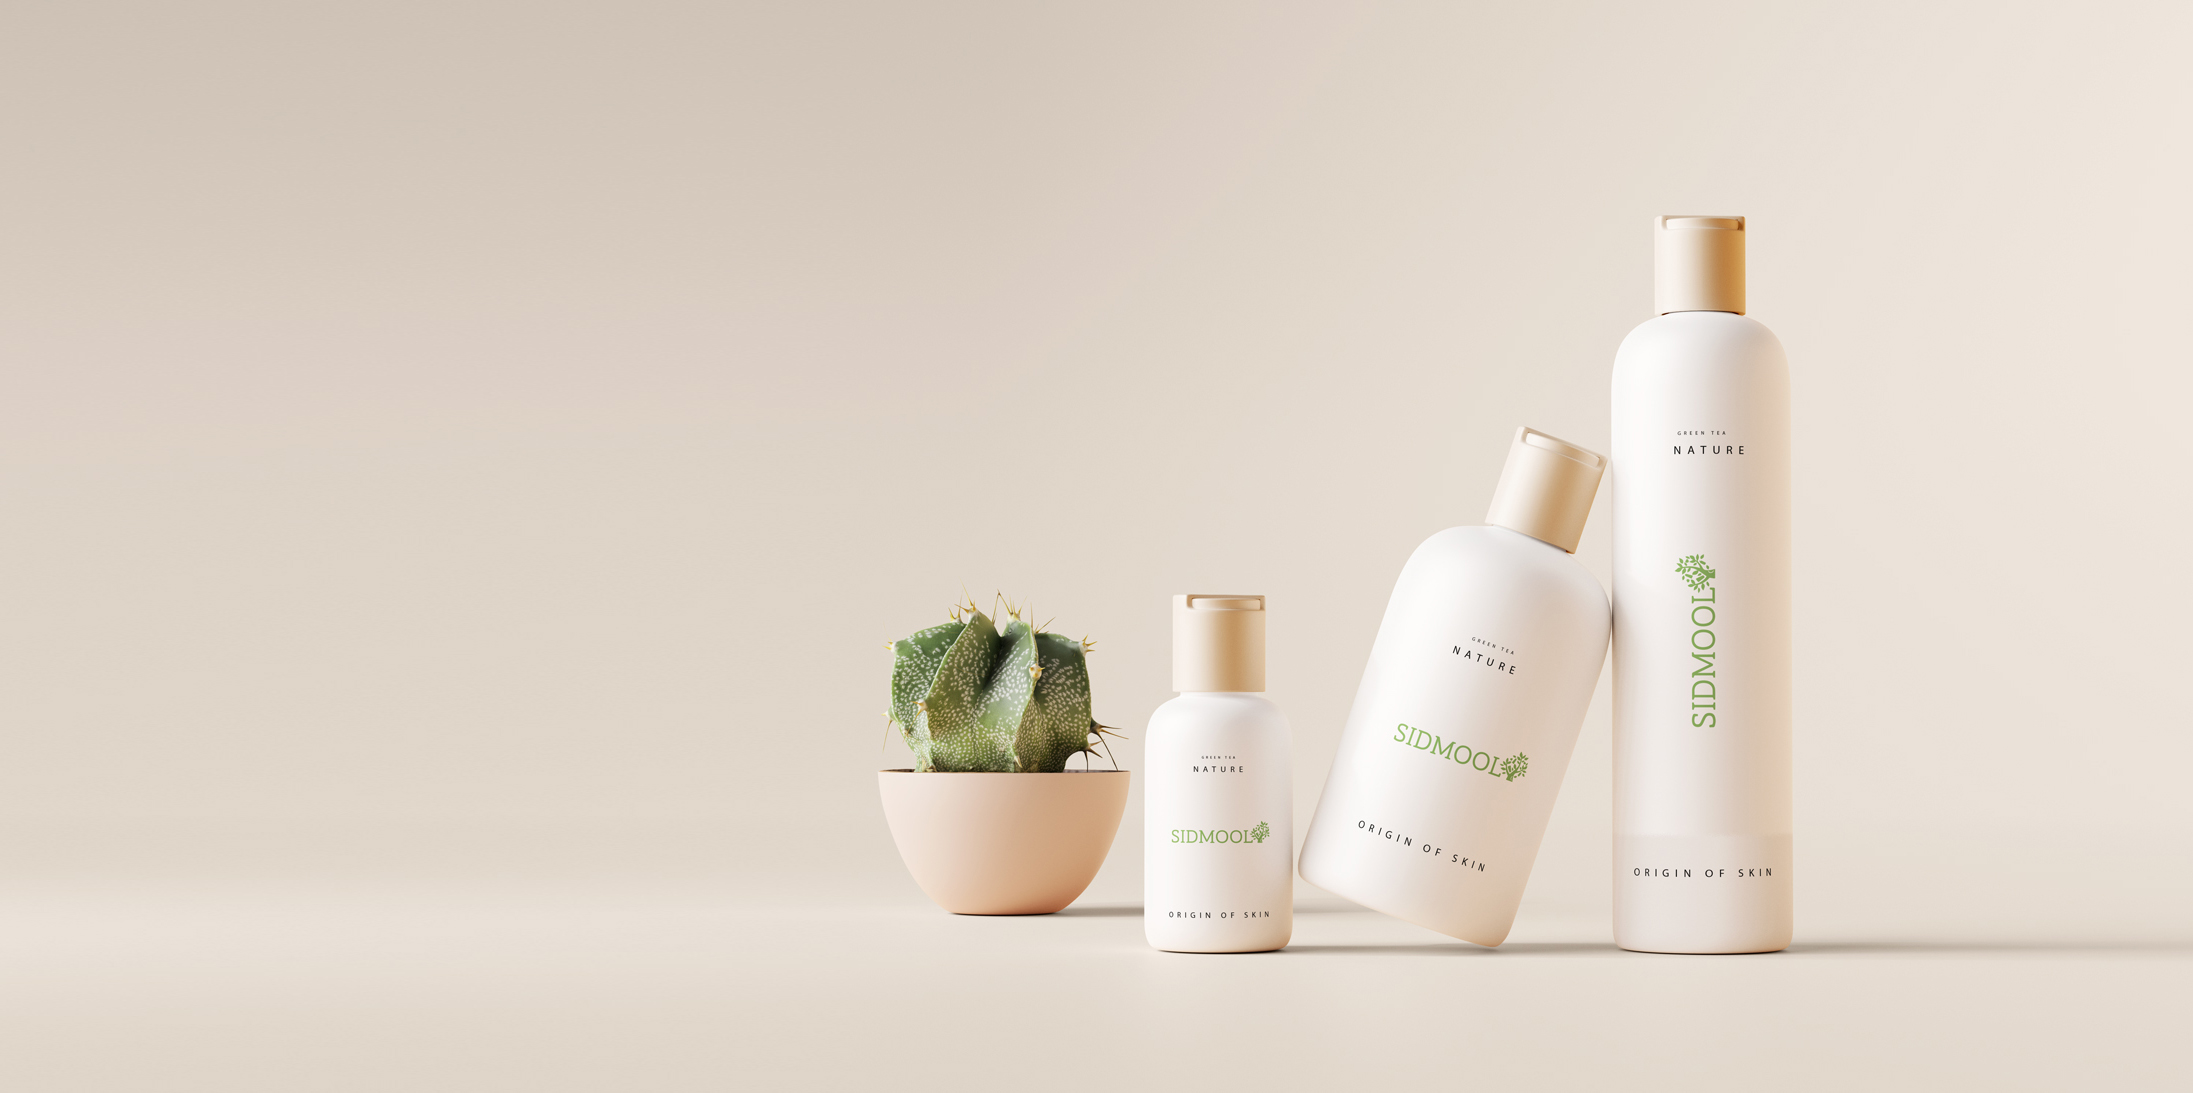 GREEN TEA
NATURE
SIDMOOL
ORIGIN OF SKIN
GREEN TEA
NATURE
SIDMOOL
ORIGIN OF SKIN
GREEN TEA
NATURE
SIDMOOL
ORIGIN OF SKIN